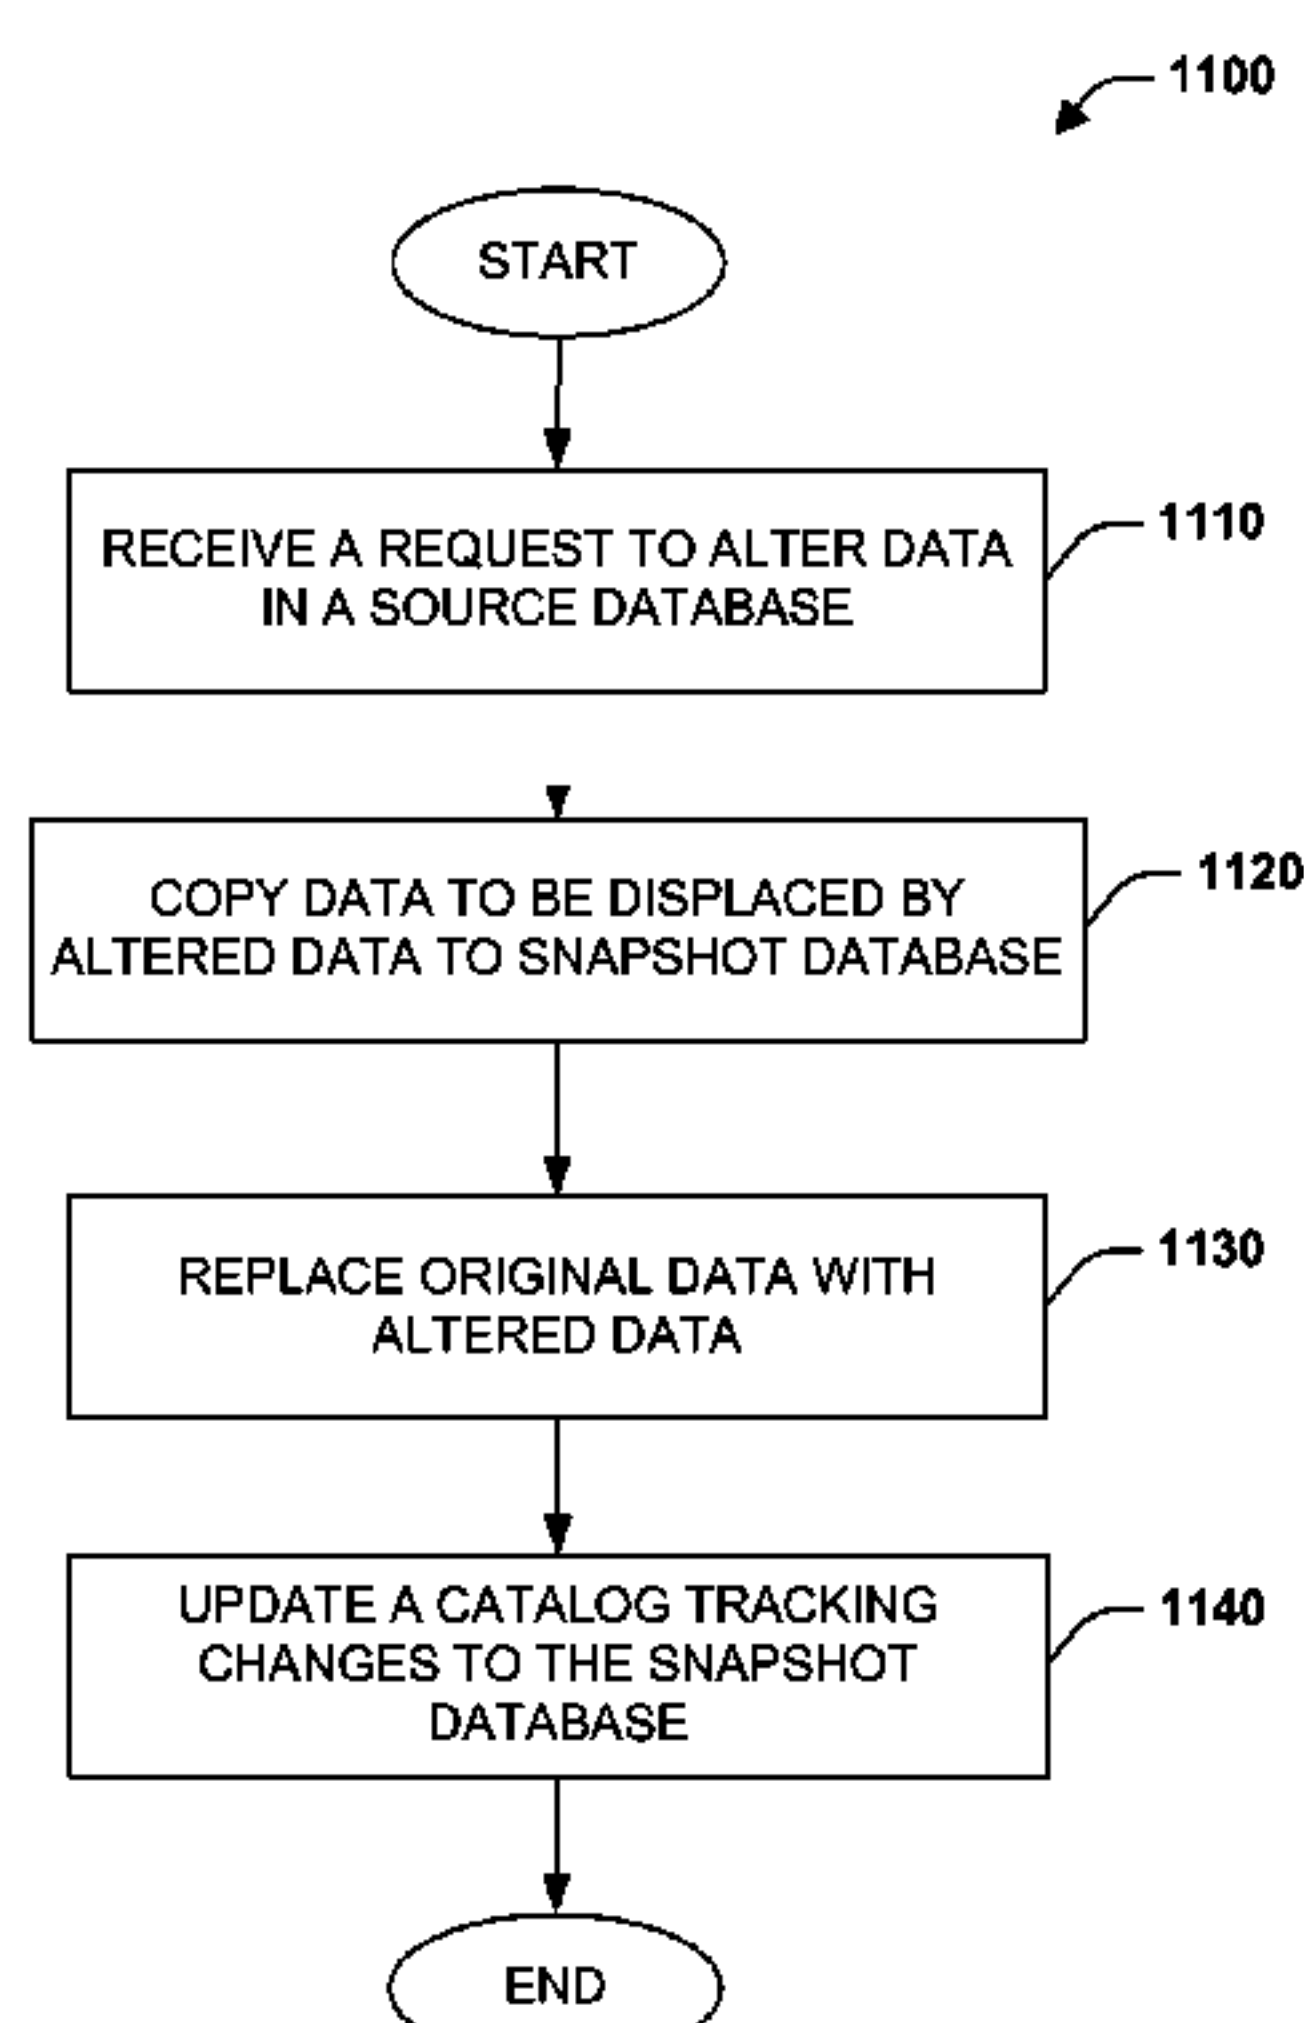 1100
START
RECEIVE A REQUEST TO ALTER DATA
IN A SOURCE DATABASE
1110
COPY DATA TO BE DISPLACED BY
ALTERED DATA TO SNAPSHOT DATABASE
1120
REPLACE ORIGINAL DATA WITH
ALTERED DATA
1130
UPDATE A CATALOG TRACKING
CHANGES TO THE SNAPSHOT
DATABASE
1140
END